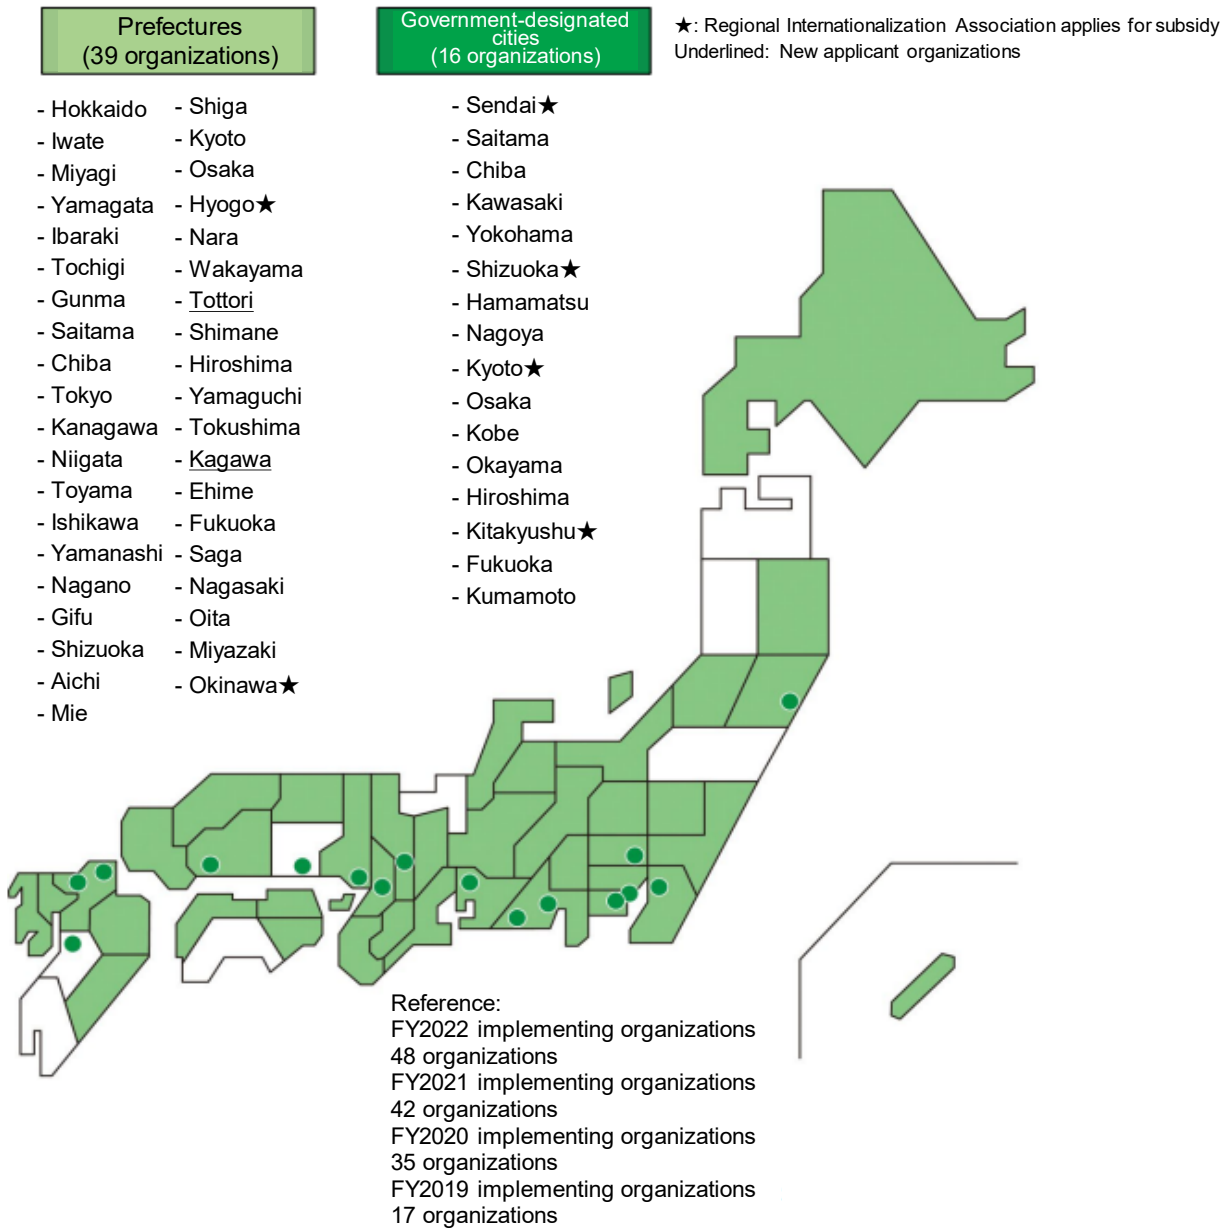 Prefectures
(39 organizations)
Government-designated
cities
(16 organizations)
★: Regional Internationalization Association applies for subsidy
Underlined: New applicant organizations
- Hokkaido
- Iwate
- Miyagi
- Yamagata
- Ibaraki
- Tochigi
- Gunma
- Saitama
- Chiba
- Tokyo
- Kanagawa
- Niigata
- Toyama
- Ishikawa
- Yamanashi
- Nagano
- Gifu
- Shizuoka
- Aichi
- Mie
- Shiga
- Kyoto
- Osaka
- Hyogo★
- Nara
- Wakayama
- Tottori
- Shimane
- Hiroshima
- Yamaguchi
- Tokushima
- Kagawa
- Ehime
- Fukuoka
- Saga
- Nagasaki
- Oita
- Miyazaki
- Okinawa★
- Sendai★
- Saitama
- Chiba
- Kawasaki
- Yokohama
- Shizuoka★
- Hamamatsu
- Nagoya
- Kyoto★
- Osaka
- Kobe
- Okayama
- Hiroshima
- Kitakyushu★
- Fukuoka
- Kumamoto
Reference:
FY2022 implementing organizations
48 organizations
FY2021 implementing organizations
42 organizations
FY2020 implementing organizations
35 organizations
FY2019 implementing organizations
17 organizations